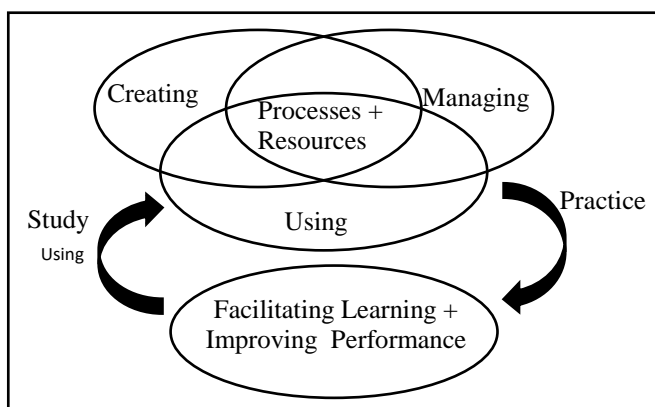 Creating
Managing
Processes +
Resources
Using
Study
Using
Practice
Facilitating Learning +
Improving Performance